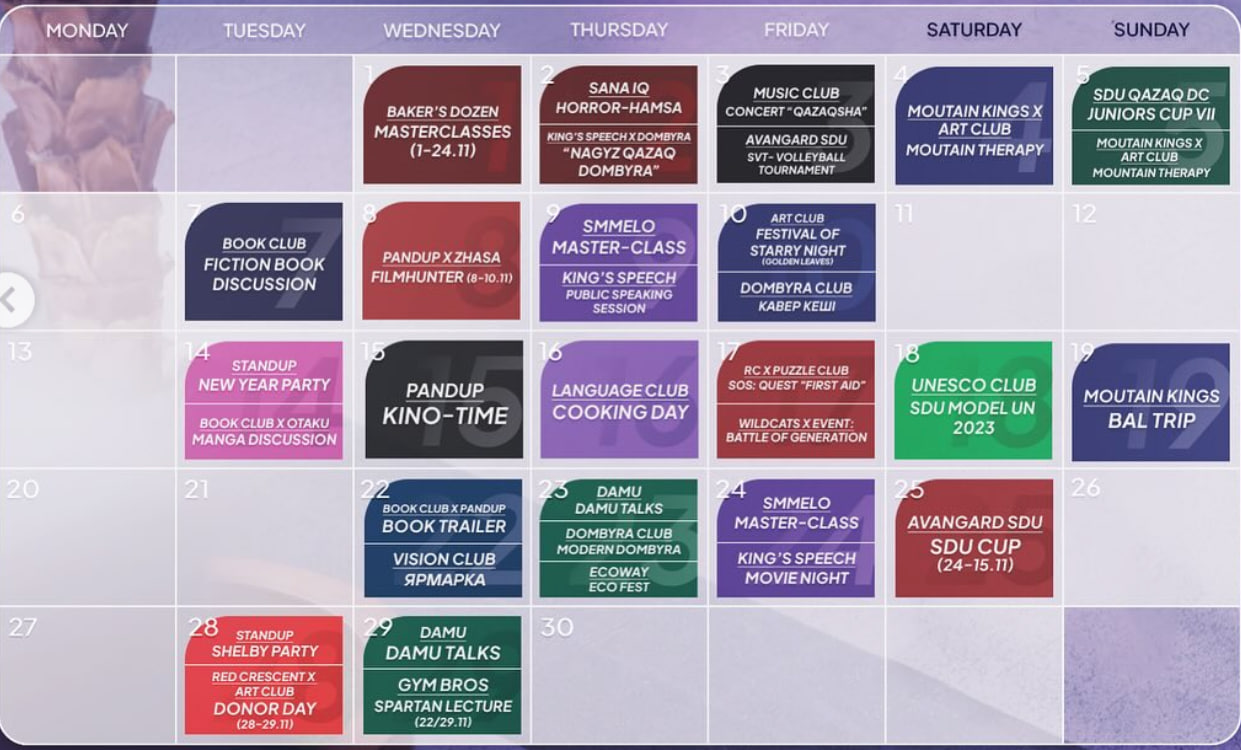 MONDAY
TUESDAY
WEDNESDAY
THURSDAY
FRIDAY
SATURDAY
SUNDAY
1
BAKER'S DOZEN
MASTERCLASSES
(1-24.11)
2
SANA IQ
HORROR-HAMSA
KING'S SPEECH X DOMBYRA
"NAGYZ QAZAQ
DOMBYRA"
3
MUSIC CLUB
CONCERT "QAZAQSHA"
AVANGARD SDU
SVT- VOLLEYBALL
TOURNAMENT
4
MOUTAIN KINGS X
ART CLUB
MOUTAIN THERAPY
5
SDU QAZAQ DC
JUNIORS CUP VII
MOUTAIN KINGS X
ART CLUB
MOUNTAIN THERAPY
6
7
BOOK CLUB
FICTION BOOK
DISCUSSION
8
PANDUP X ZHASA
FILMHUNTER (8-10.11)
9
SMMELO
MASTER-CLASS
KING'S SPEECH
PUBLIC SPEAKING
SESSION
10
ART CLUB
FESTIVAL OF
STARRY NIGHT
(GOLDEN LEAVES)
DOMBYRA CLUB
КАВЕР КЕШІ
11
12
13
14
STANDUP
NEW YEAR PARTY
BOOK CLUB X OTAKU
MANGA DISCUSSION
15
PANDUP
KINO-TIME
16
LANGUAGE CLUB
COOKING DAY
17
RC X PUZZLE CLUB
SOS: QUEST "FIRST AID"
WILDCATS X EVENT:
BATTLE OF GENERATION
18
UNESCO CLUB
SDU MODEL UN
2023
19
MOUTAIN KINGS
BAL TRIP
20
21
22
BOOK CLUB X PANDUP
BOOK TRAILER
VISION CLUB
ЯРМАРКА
23
DAMU
DAMU TALKS
DOMBYRA CLUB
MODERN DOMBYRA
ECOWAY
ECO FEST
24
SMMELO
MASTER-CLASS
KING'S SPEECH
MOVIE NIGHT
25
AVANGARD SDU
SDU CUP
(24-15.11)
26
27
28
STANDUP
SHELBY PARTY
RED CRESCENT X
ART CLUB
DONOR DAY
(28-29.11)
29
DAMU
DAMU TALKS
GYM BROS
SPARTAN LECTURE
(22/29.11)
30